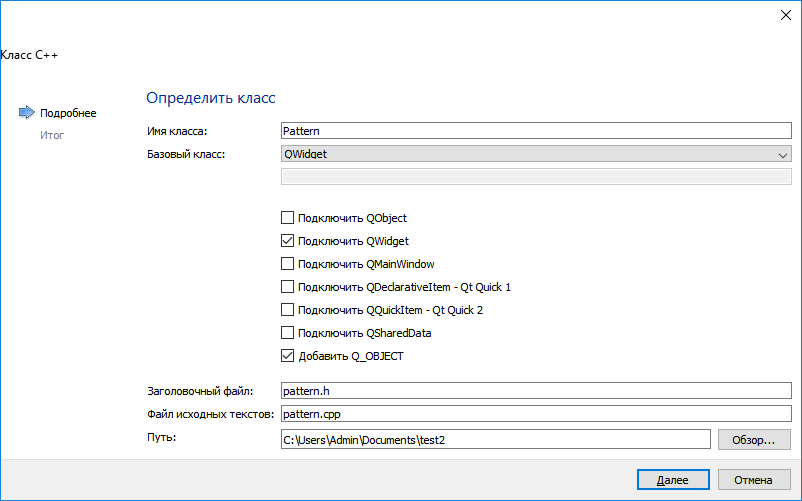 Класс C++
Подробнее
Итог
Определить класс
Имя класса: Pattern
Базовый класс: QWidget
Подключить QObject
Подключить QWidget
Подключить QMainWindow
Подключить QDeclarativeItem - Qt Quick 1
Подключить QQuickItem - Qt Quick 2
Подключить QSharedData
Добавить Q_OBJECT
Заголовочный файл: pattern.h
Файл исходных текстов: pattern.cpp
Путь: C:\Users\Admin\Documents\test2 Обзор...
Далее Отмена